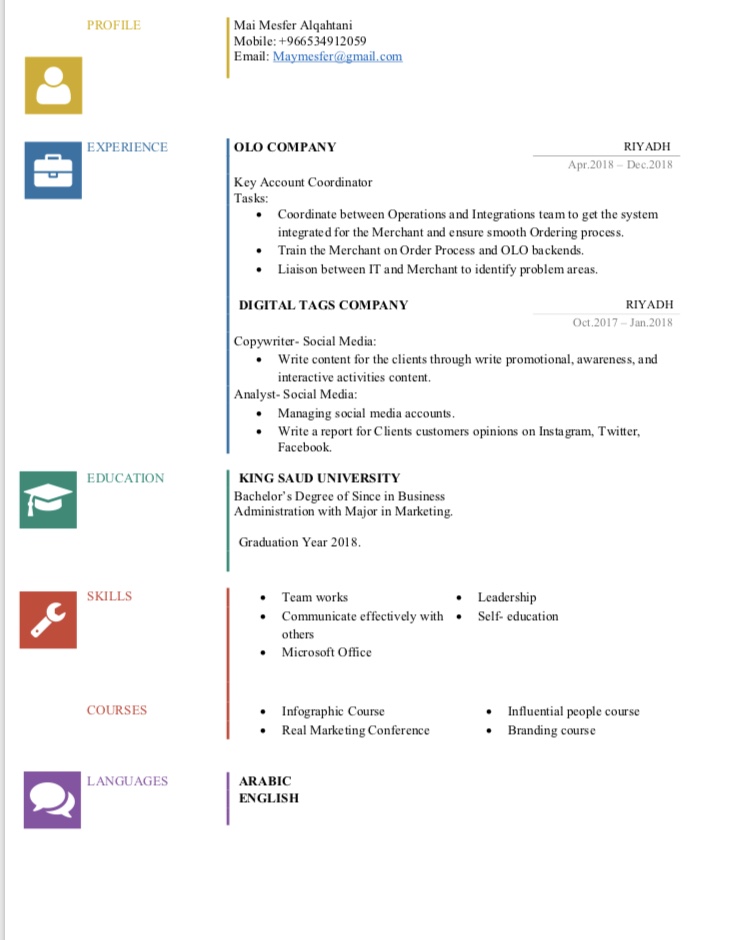 PROFILE
Mai Mesfer Alqahtani
Mobile: +966534912059
Email: Maymesfer@gmail.com
EXPERIENCE
OLO COMPANY RIYADH
Apr.2018 – Dec.2018
Key Account Coordinator
Tasks:
• Coordinate between Operations and Integrations team to get the system
integrated for the Merchant and ensure smooth Ordering process.
• Train the Merchant on Order Process and OLO backends.
• Liaison between IT and Merchant to identify problem areas.
DIGITAL TAGS COMPANY RIYADH
Oct.2017 – Jan.2018
Copywriter- Social Media:
• Write content for the clients through write promotional, awareness, and
interactive activities content.
Analyst- Social Media:
• Managing social media accounts.
• Write a report for Clients customers opinions on Instagram, Twitter,
Facebook.
EDUCATION
KING SAUD UNIVERSITY
Bachelor's Degree of Since in Business
Administration with Major in Marketing.
Graduation Year 2018.
SKILLS
• Team works
• Communicate effectively with
others
• Microsoft Office
• Leadership
• Self- education
COURSES
• Infographic Course
• Real Marketing Conference
• Influential people course
• Branding course
LANGUAGES
ARABIC
ENGLISH